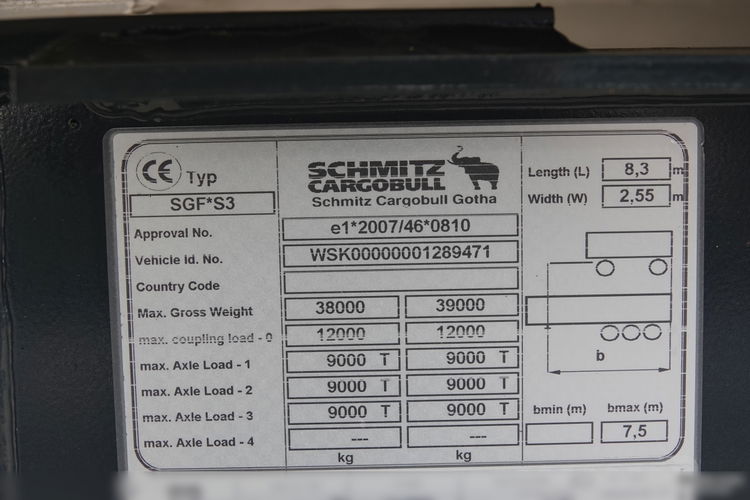 CE Typ
SCHMITZ
CARGOBULL
Schmitz Cargobull Gotha
Length (L) 8,3 m
Width (W) 2,55 m
SGF*S3
Approval No. e1*2007/46*0810
Vehicle Id. No. WSK00000001289471
Country Code
Max. Gross Weight 38000 39000
max. coupling load - 0 12000 12000
max. Axle Load - 1 9000 T 9000 T
max. Axle Load - 2 9000 T 9000 T
max. Axle Load - 3 9000 T 9000 T
max. Axle Load - 4 --- ---
kg kg
b
bmin (m) bmax (m)
7,5